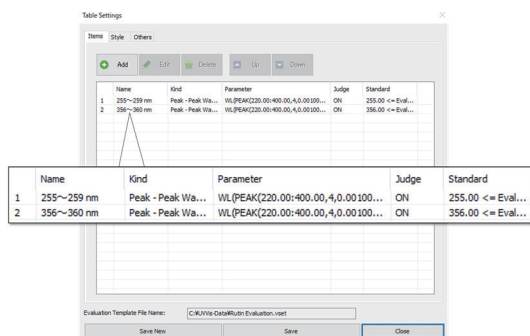 Table Settings
Items Style Others
Add Edit Delete Up Down
Name Kind Parameter Judge Standard
1 255~259 nm Peak - Peak Wa... WL(PEAK(220.00:400.00,4,0.00100... ON 255.00 <= Eval...
2 356~360 nm Peak - Peak Wa... WL(PEAK(220.00:400.00,4,0.00100... ON 356.00 <= Eval...
Name Kind Parameter Judge Standard
1 255~259 nm Peak - Peak Wa... WL(PEAK(220.00:400.00,4,0.00100... ON 255.00 <= Eval...
2 356~360 nm Peak - Peak Wa... WL(PEAK(220.00:400.00,4,0.00100... ON 356.00 <= Eval...
Evaluation Template File Name: C:¥UVVis-Data¥Rutin Evaluation.vset
Save New Save Close